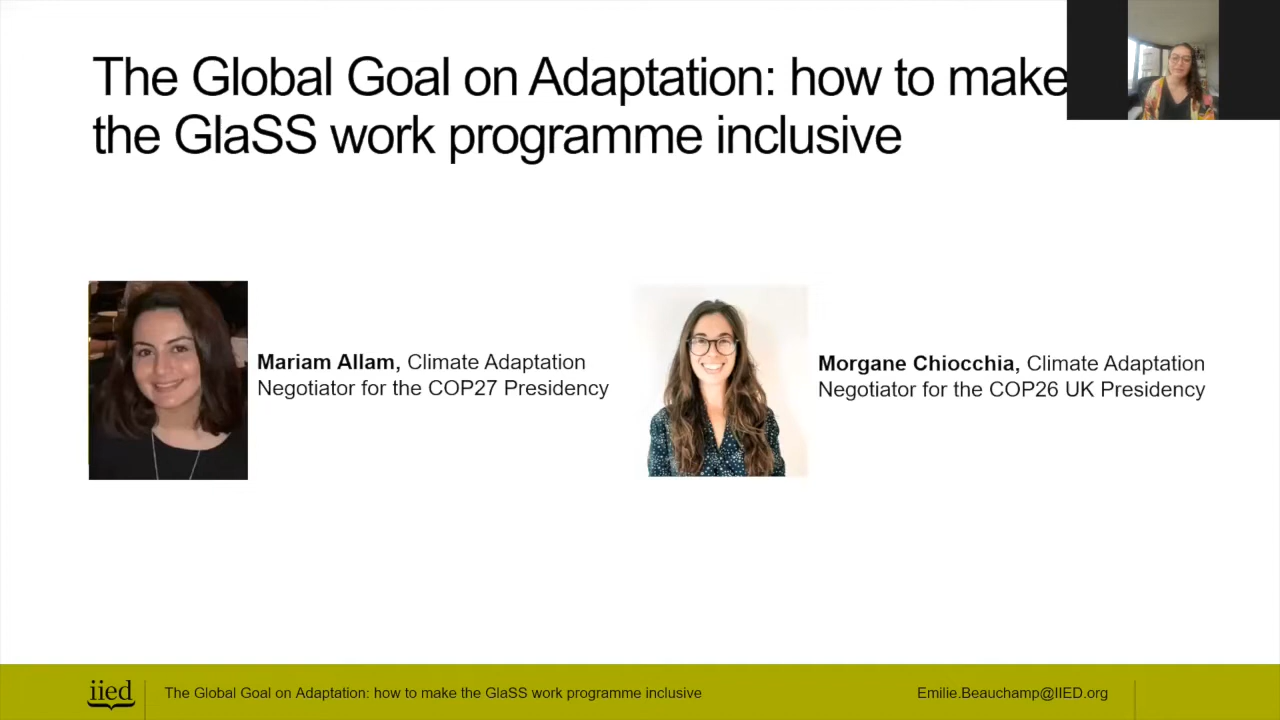 The Global Goal on Adaptation: how to make
the GlaSS work programme inclusive
Mariam Allam, Climate Adaptation
Negotiator for the COP27 Presidency
Morgane Chiocchia, Climate Adaptation
Negotiator for the COP26 UK Presidency
iied
The Global Goal on Adaptation: how to make the GlaSS work programme inclusive
Emilie.Beauchamp@IIED.org